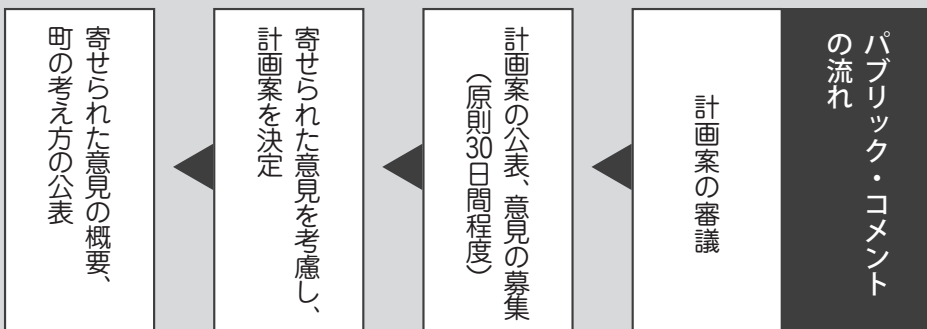 パブリック・コメント
の流れ
計画案の審議
計画案の公表、意見の募集
（原則30日間程度）
寄せられた意見を考慮し、
計画案を決定
寄せられた意見の概要、
町の考え方の公表